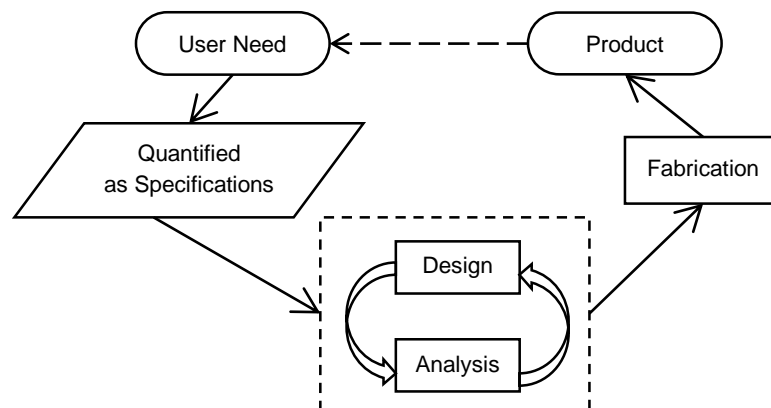 User Need
Product
Quantified
as Specifications
Fabrication
Design
Analysis